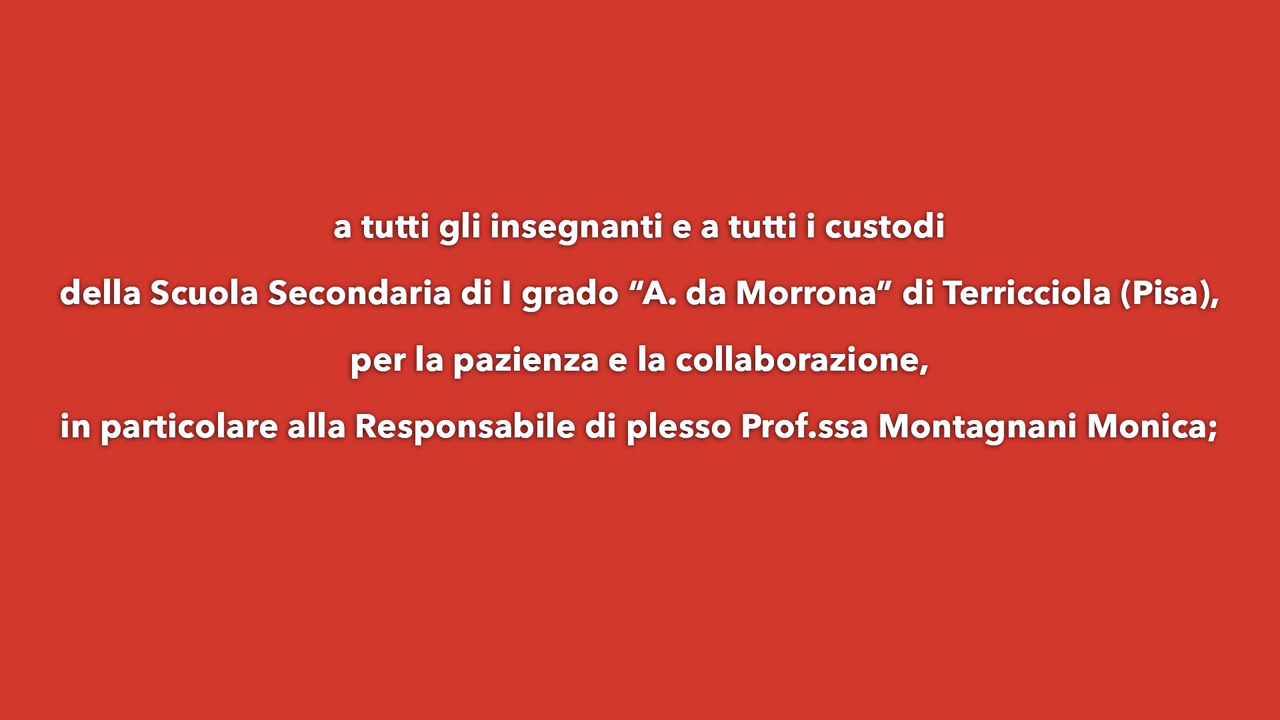 a tutti gli insegnanti e a tutti i custodi
della Scuola Secondaria di I grado “A. da Morrona” di Terricciola (Pisa),
per la pazienza e la collaborazione,
in particolare alla Responsabile di plesso Prof.ssa Montagnani Monica;